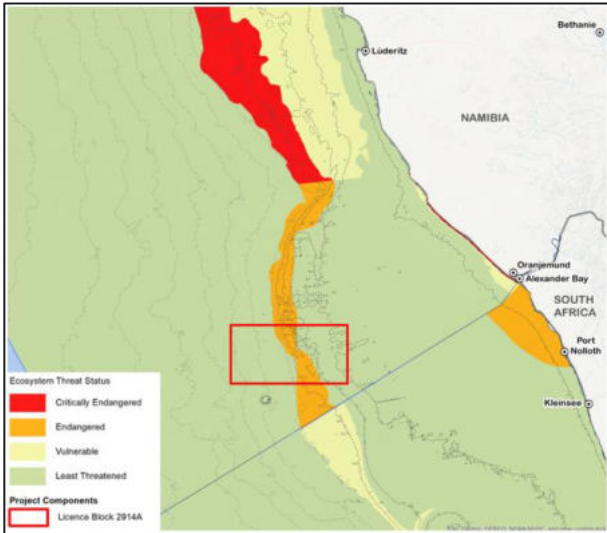 Bethanie
Lüderitz
NAMIBIA
Oranjemund
Alexander Bay
SOUTH
AFRICA
Port
Nolloth
Kleinsee
Ecosystem Threat Status
Critically Endangered
Endangered
Vulnerable
Least Threatened
Project Components
Licence Block 2914A